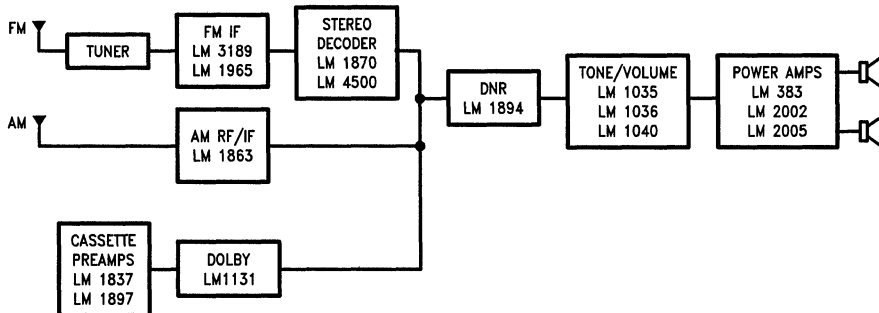 FM
TUNER
FM IF
LM 3189
LM 1965
STEREO
DECODER
LM 1870
LM 4500
AM
AM RF/IF
LM 1863
CASSETTE
PREAMPS
LM 1837
LM 1897
DOLBY
LM1131
DNR
LM 1894
TONE/VOLUME
LM 1035
LM 1036
LM 1040
POWER AMPS
LM 383
LM 2002
LM 2005